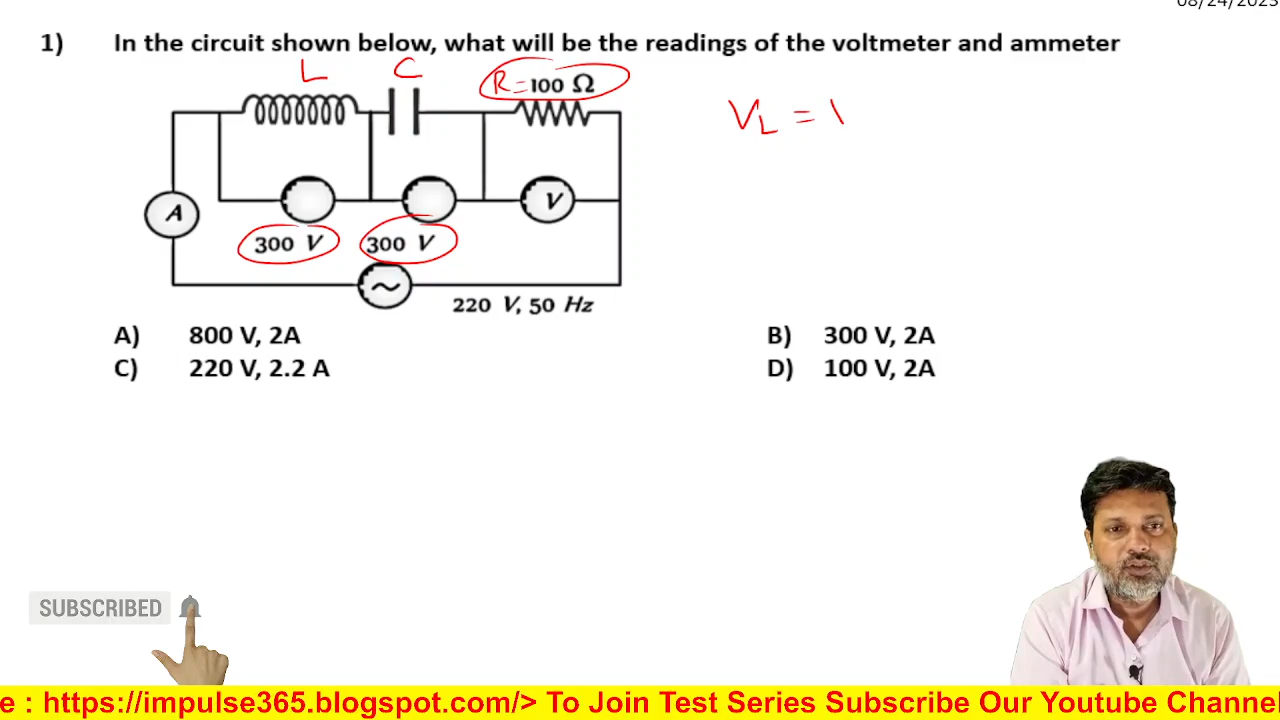 08/24/2025
1) In the circuit shown below, what will be the readings of the voltmeter and ammeter
L C R = 100 Ω
V_L = V
A V
300 V 300 V
220 V, 50 Hz
A) 800 V, 2A B) 300 V, 2A
C) 220 V, 2.2 A D) 100 V, 2A
SUBSCRIBED
e : https://impulse365.blogspot.com/> To Join Test Series Subscribe Our Youtube Channel